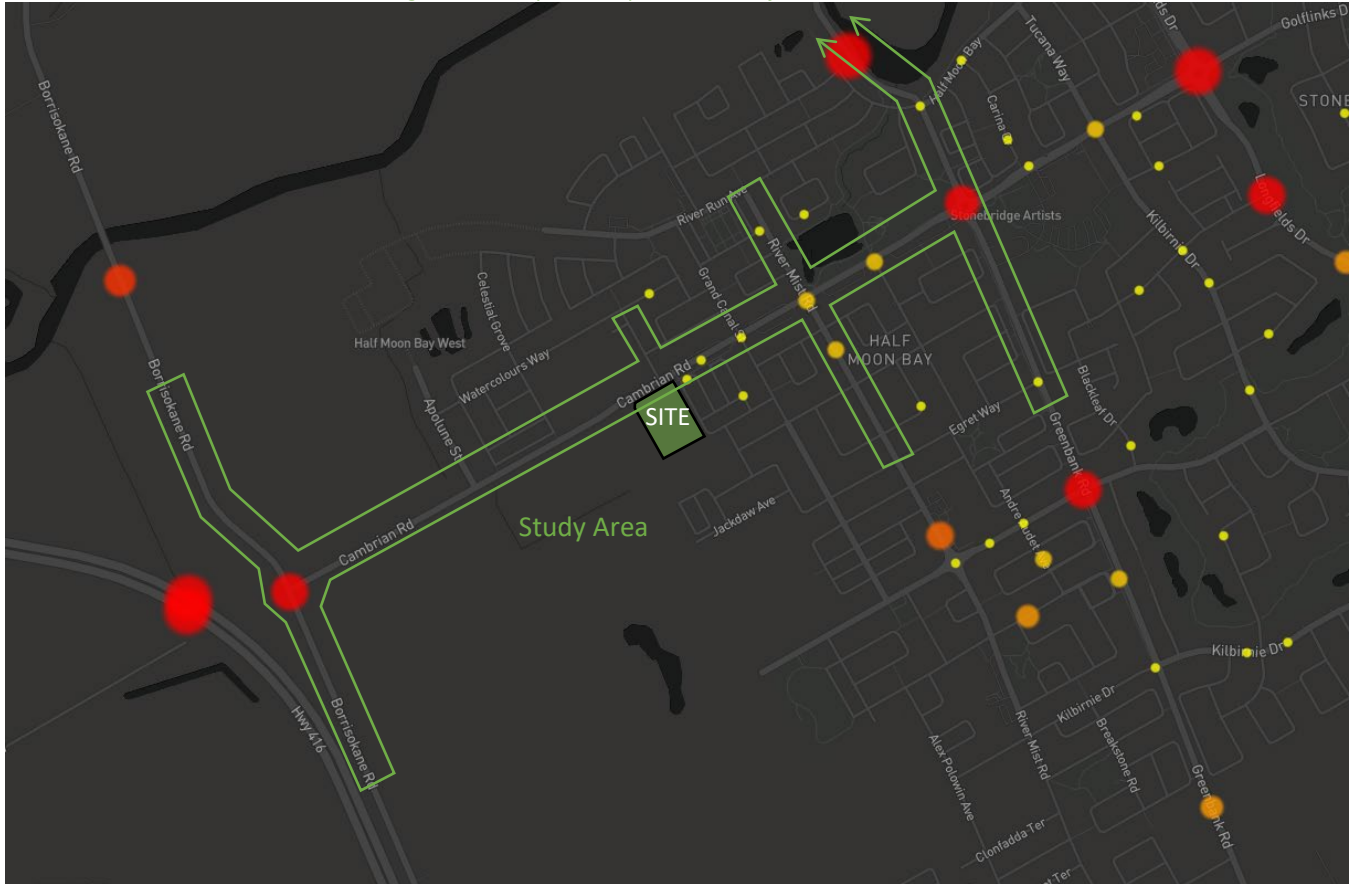 Golflinks D
ds Dr
Tucana Way
Half Moon Bay
Carina C
STONE
Borrisokane Rd
Longfields Dr
River Run Ave
Stonebridge Artists
Kilbirnie Dr
River Mist Rd
Grand Canal S
Celestial Grove
Half Moon Bay West
HALF
MOON BAY
Watercolours Way
Cambrian Rd
Blackleaf Dr
Borrisokane Rd
Apolune St
SITE
Egret Way
Greenbank Rd
Jackdaw Ave
Study Area
Cambrian Rd
Kilbirnie Dr
Kilbirnie Dr
Hwy 416
Borrisokane Rd
River Mist Rd
Breakstone Rd
Alex Polowin Ave
Greenbank Rd
Clonfadda Ter
nt Ter